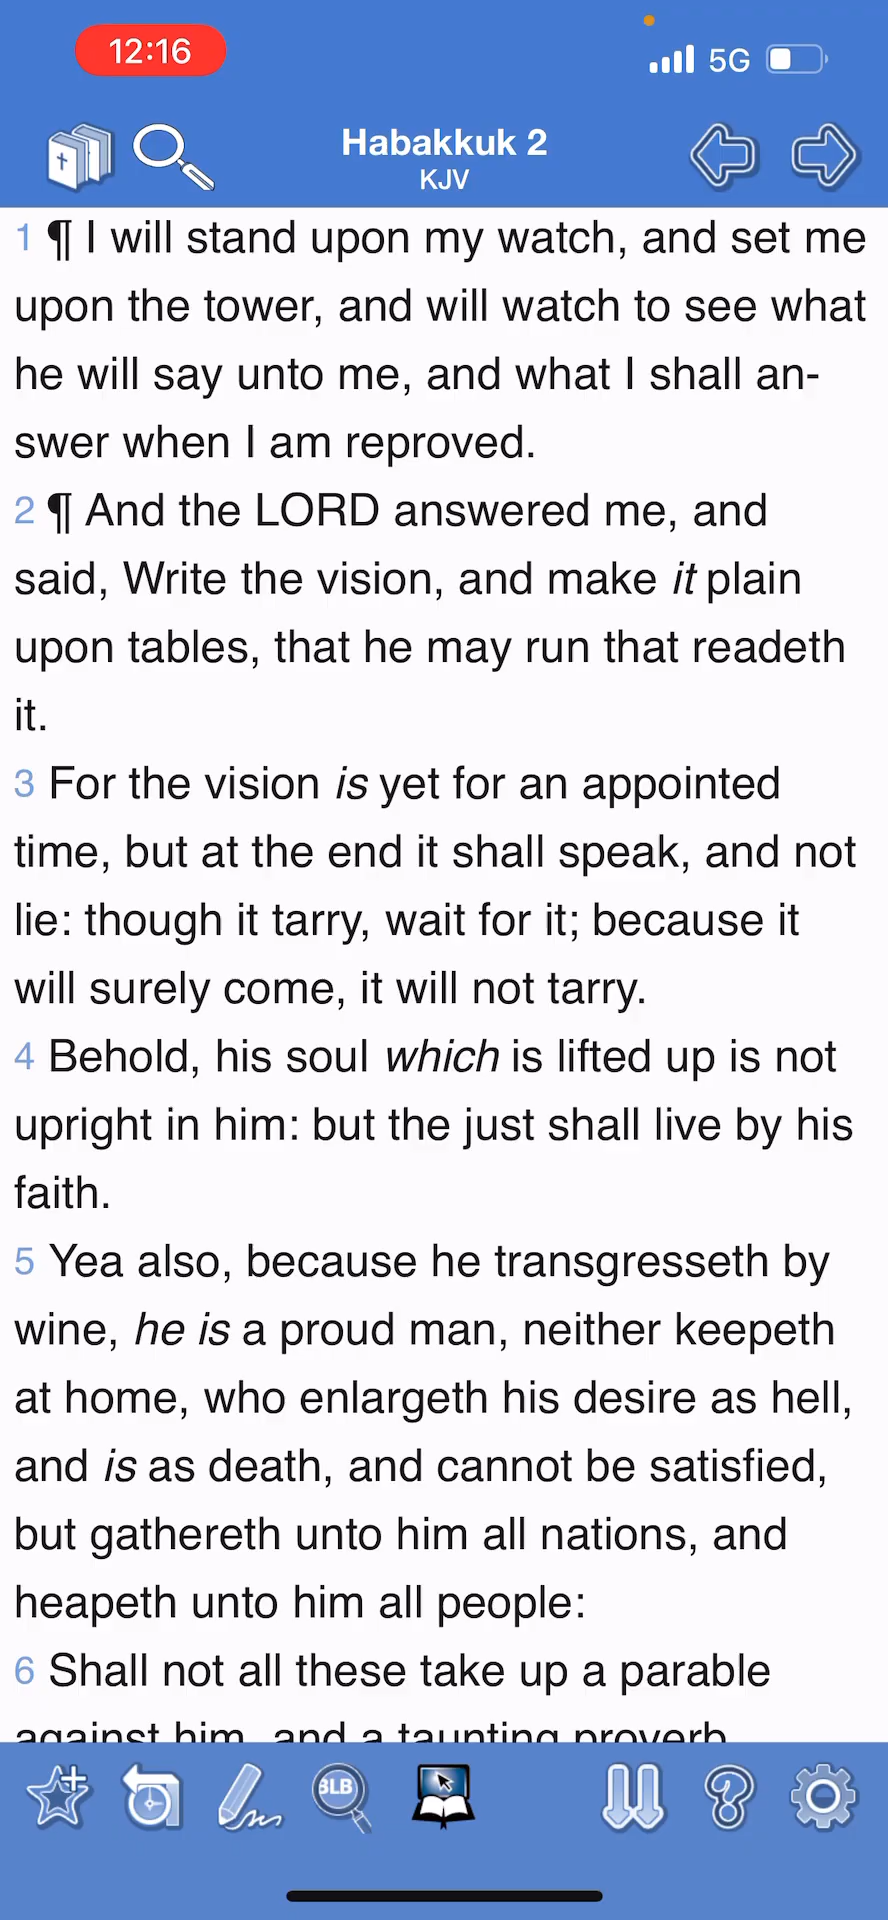 12:16
5G
Habakkuk 2
KJV
1 ¶ I will stand upon my watch, and set me
upon the tower, and will watch to see what
he will say unto me, and what I shall an-
swer when I am reproved.
2 ¶ And the LORD answered me, and
said, Write the vision, and make it plain
upon tables, that he may run that readeth
it.
3 For the vision is yet for an appointed
time, but at the end it shall speak, and not
lie: though it tarry, wait for it; because it
will surely come, it will not tarry.
4 Behold, his soul which is lifted up is not
upright in him: but the just shall live by his
faith.
5 Yea also, because he transgresseth by
wine, he is a proud man, neither keepeth
at home, who enlargeth his desire as hell,
and is as death, and cannot be satisfied,
but gathereth unto him all nations, and
heapeth unto him all people:
6 Shall not all these take up a parable
against him, and a taunting proverb
BLB